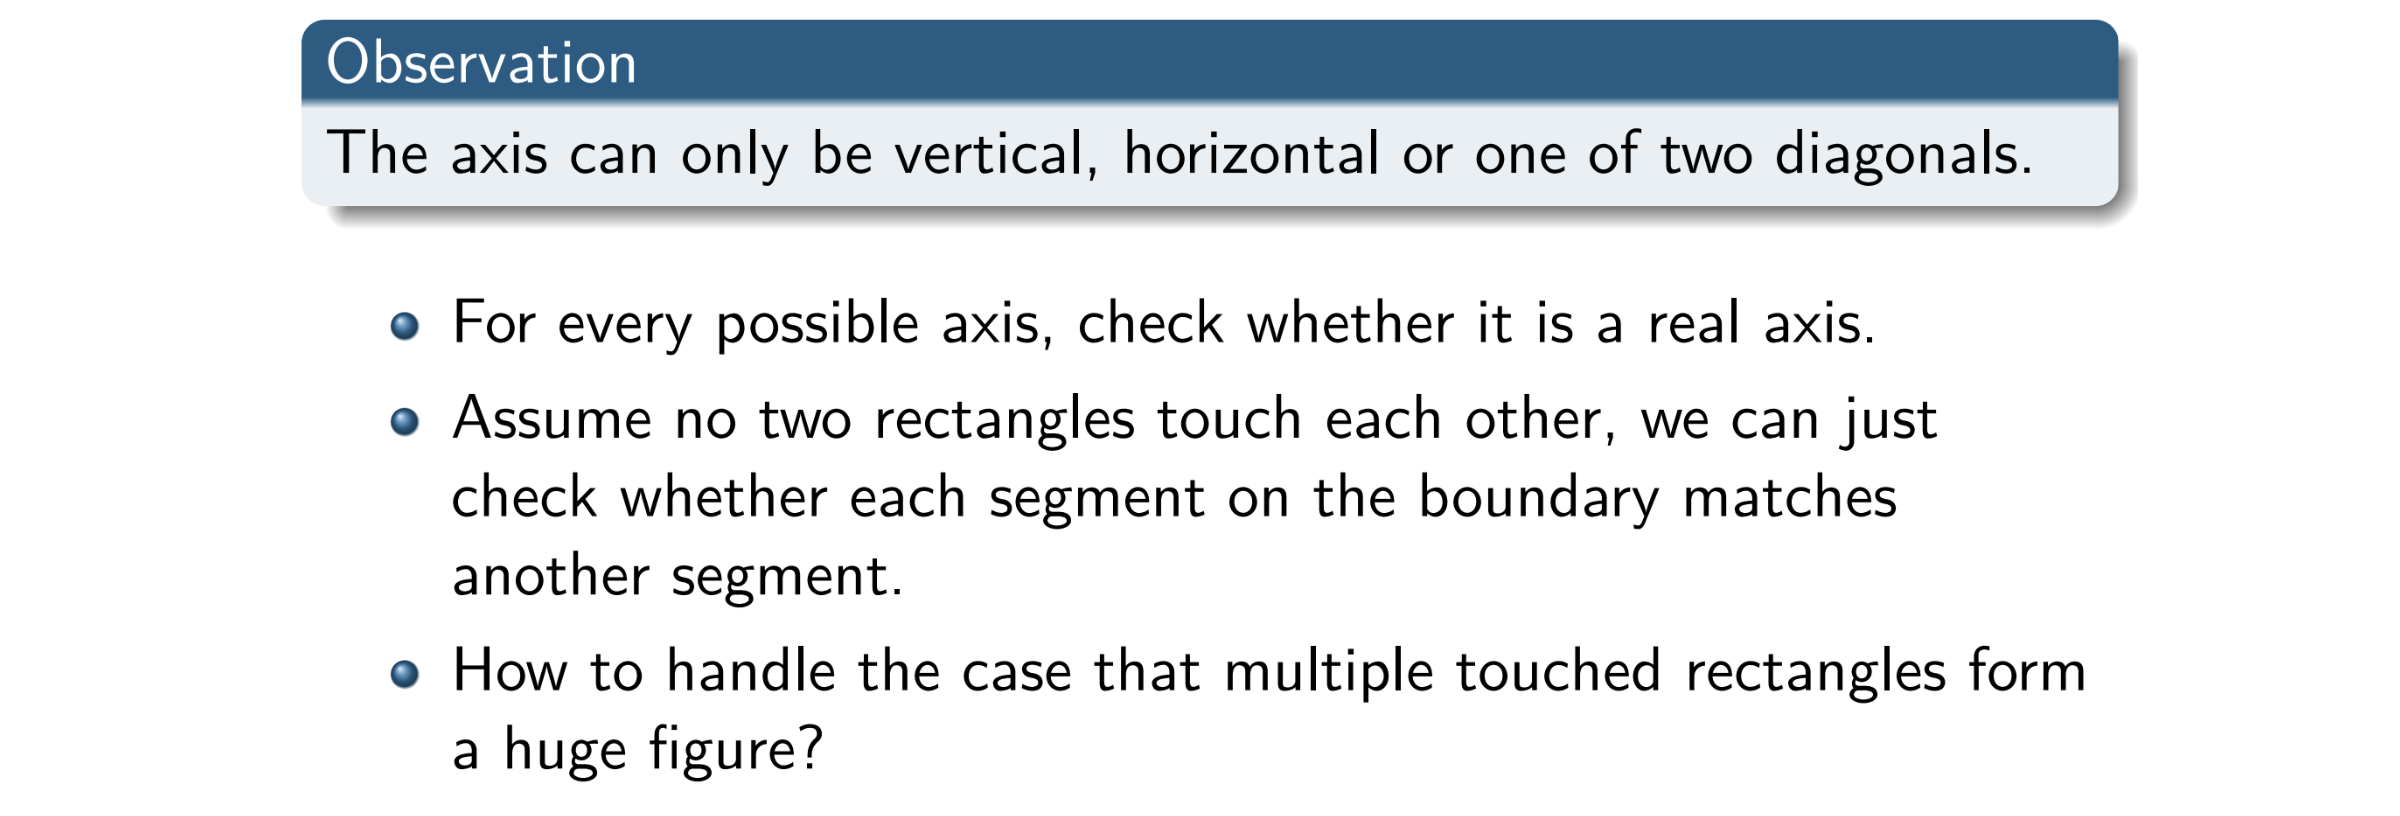 Observation
The axis can only be vertical, horizontal or one of two diagonals.
For every possible axis, check whether it is a real axis.
Assume no two rectangles touch each other, we can just
check whether each segment on the boundary matches
another segment.
How to handle the case that multiple touched rectangles form
a huge figure?